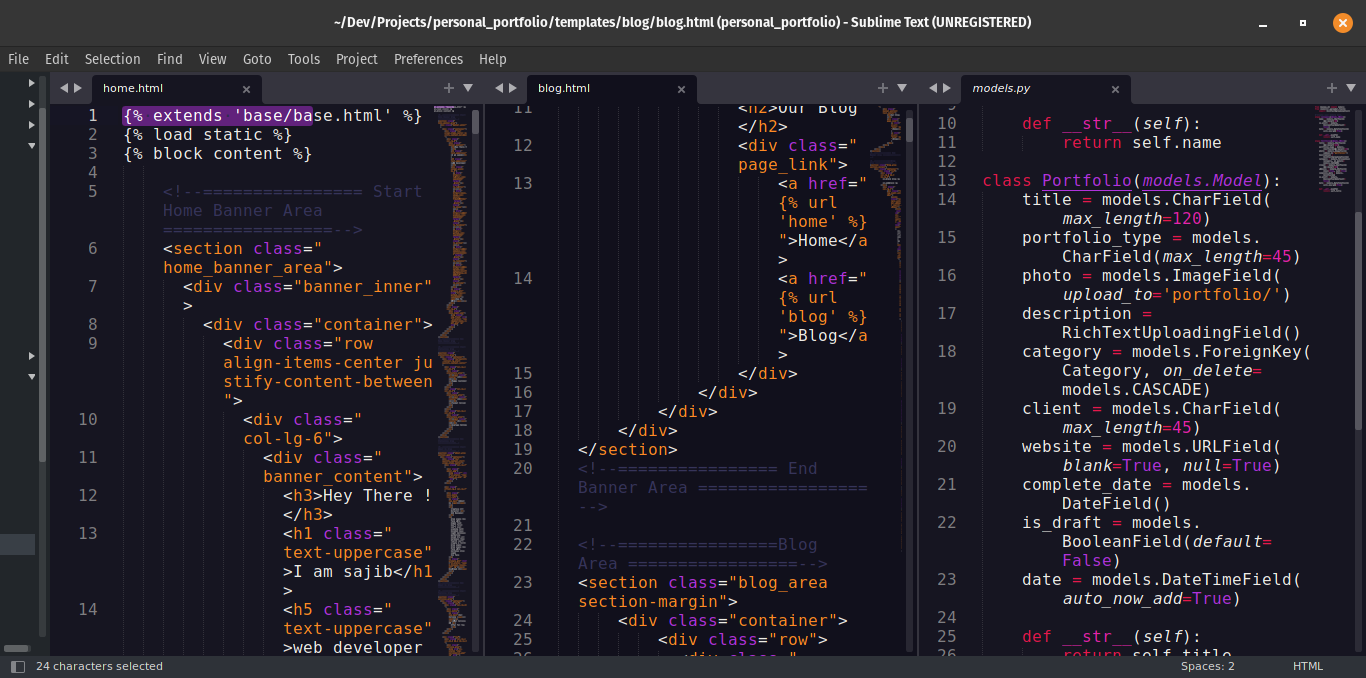 ~/Dev/Projects/personal_portfolio/templates/blog/blog.html (personal_portfolio) - Sublime Text (UNREGISTERED)
File Edit Selection Find View Goto Tools Project Preferences Help
home.html
1 {% extends 'base/base.html' %}
2 {% load static %}
3 {% block content %}
4
5 <!--================ Start
Home Banner Area
=================-->
6 <section class="
home_banner_area">
7 <div class="banner_inner"
>
8 <div class="container">
9 <div class="row
align-items-center ju
stify-content-between
">
10 <div class="
col-lg-6">
11 <div class="
banner_content">
12 <h3>Hey There !
</h3>
13 <h1 class="
text-uppercase"
>I am sajib</h1
>
14 <h5 class="
text-uppercase"
>web developer
blog.html
11 <h2>Our Blog
</h2>
12 <div class="
page_link">
13 <a href="
{% url
'home' %}
">Home</a
>
14 <a href="
{% url
'blog' %}
">Blog</a
>
15 </div>
16 </div>
17 </div>
18 </div>
19 </section>
20 <!--================ End
Banner Area =================
-->
21
22 <!--================Blog
Area =================-->
23 <section class="blog_area
section-margin">
24 <div class="container">
25 <div class="row">
26 <div class="
models.py
9
10 def __str__(self):
11 return self.name
12
13 class Portfolio(models.Model):
14 title = models.CharField(
max_length=120)
15 portfolio_type = models.
CharField(max_length=45)
16 photo = models.ImageField(
upload_to='portfolio/')
17 description =
RichTextUploadingField()
18 category = models.ForeignKey(
Category, on_delete=
models.CASCADE)
19 client = models.CharField(
max_length=45)
20 website = models.URLField(
blank=True, null=True)
21 complete_date = models.
DateField()
22 is_draft = models.
BooleanField(default=
False)
23 date = models.DateTimeField(
auto_now_add=True)
24
25 def __str__(self):
26 return self.title
24 characters selected
Spaces: 2
HTML